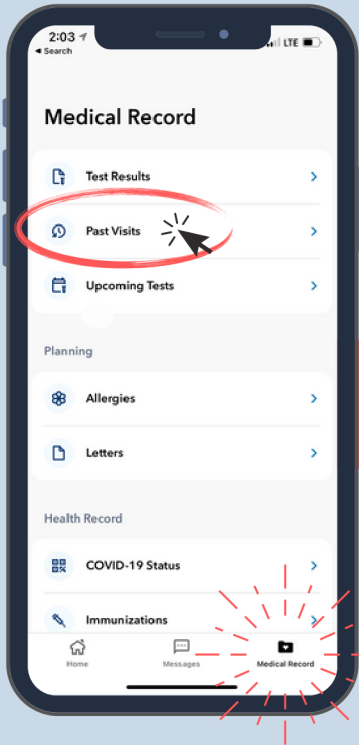 2:03
LTE
Search
Medical Record
Test Results
Past Visits
Upcoming Tests
Planning
Allergies
Letters
Health Record
COVID-19 Status
Immunizations
Home Messages Medical Record